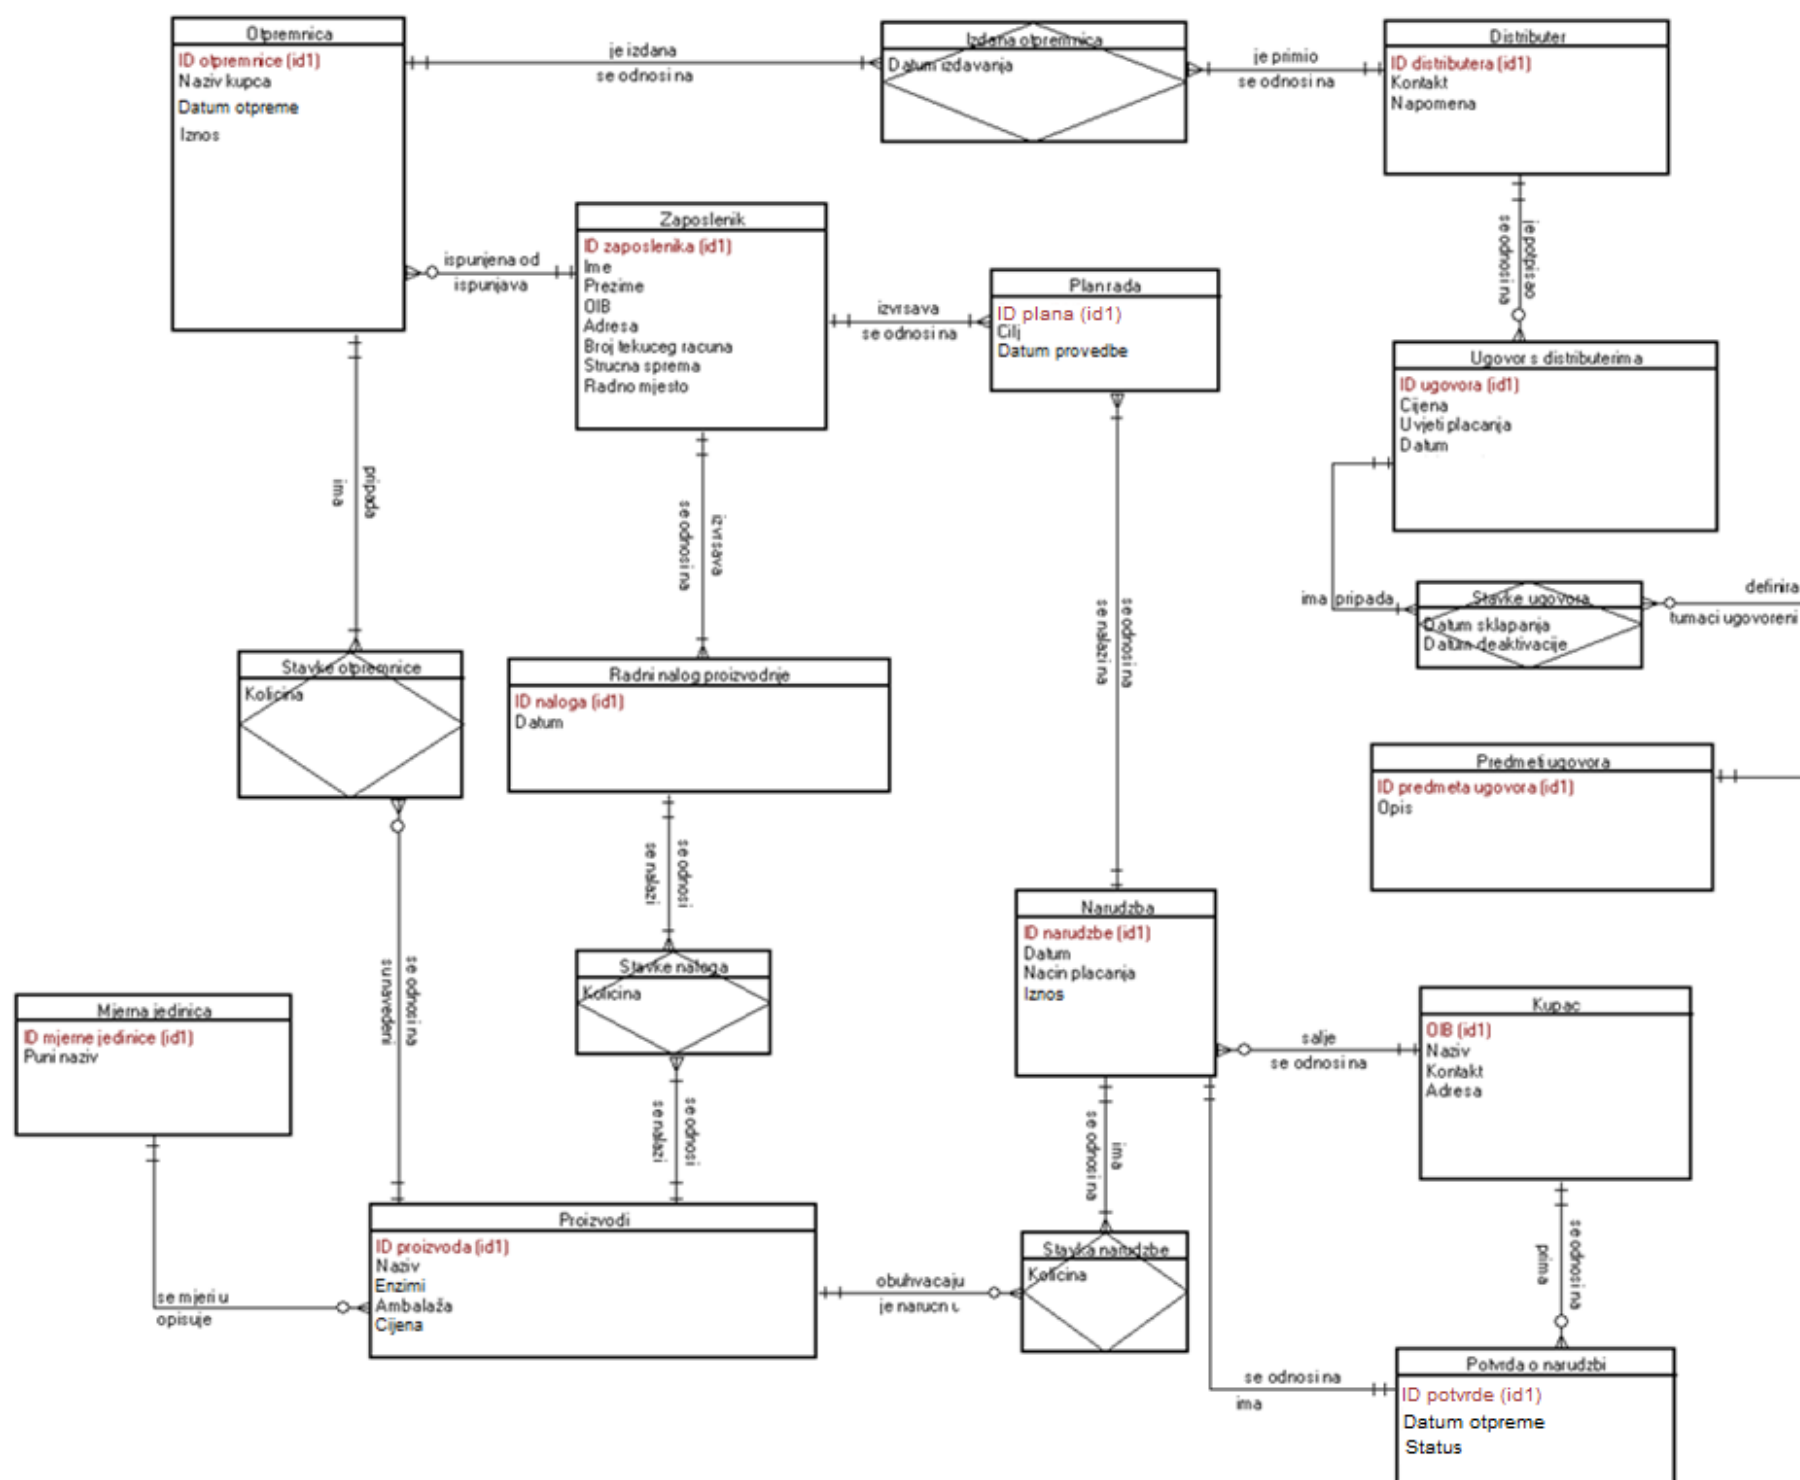 Otpremnica
ID otpremnice (id1)
Naziv kupca
Datum otpreme
Iznos
je izdana
se odnosi na
Izdana otpremnica
Datum izdavanja
je primio
se odnosi na
Distributer
ID distributera (id1)
Kontakt
Napomena
Zaposlenik
ID zaposlenika (id1)
Ime
Prezime
OIB
Adresa
Broj tekuceg racuna
Strucna sprema
Radno mjesto
ispunjena od
ispunjava
izvrsava
se odnosi na
Plan rada
ID plana (id1)
Cilj
Datum provedbe
je potpisao
se odnosi na
Ugovor s distributerima
ID ugovora (id1)
Cijena
Uvjeti placanja
Datum
ima pripada
Stavke ugovora
Datum sklapanja
Datum deaktivacije
definira
tumaci ugovoreni
pripada
ima
izvrsava
se odnosi na
se odnosi na
se nalazi na
Stavke otpremnice
Kolicina
Radni nalog proizvodnje
ID naloga (id1)
Datum
Predmeti ugovora
ID predmeta ugovora (id1)
Opis
se odnosi
se nalazi
Narudzba
ID narudzbe (id1)
Datum
Nacin placanja
Iznos
se odnosi na
su navedeni
Stavke naloga
Kolicina
Mjerna jedinica
ID mjerne jedinice (id1)
Puni naziv
Kupac
OIB (id1)
Naziv
Kontakt
Adresa
salje
se odnosi na
se odnosi
se nalazi
ima
se odnosi na
Proizvodi
ID proizvoda (id1)
Naziv
Enzimi
Ambalaža
Cijena
se mjeri u
opisuje
obuhvacaju
je narucn u
Stavka narudzbe
Kolicina
se odnosi na
prima
se odnosi na
ima
Potvrda o narudzbi
ID potvrde (id1)
Datum otpreme
Status